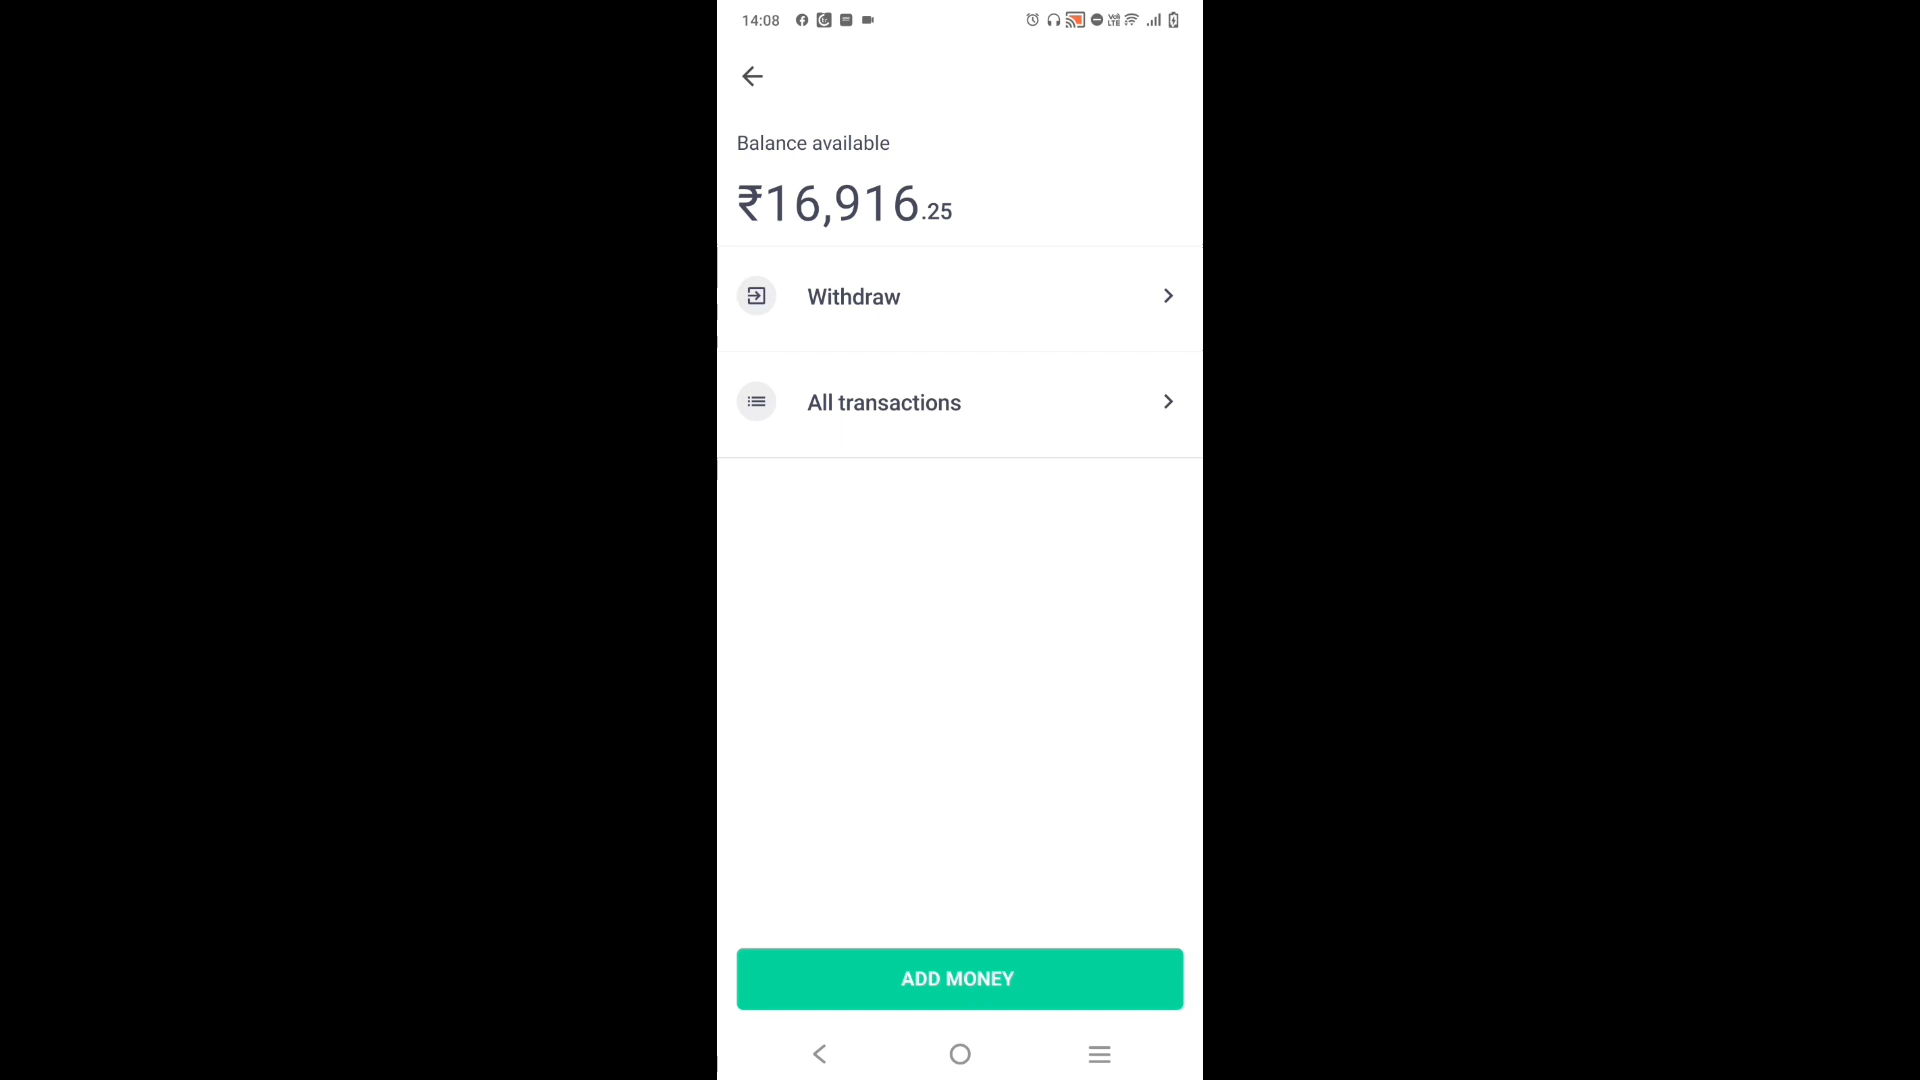 14:08
Balance available
₹16,916.25
Withdraw
All transactions
ADD MONEY